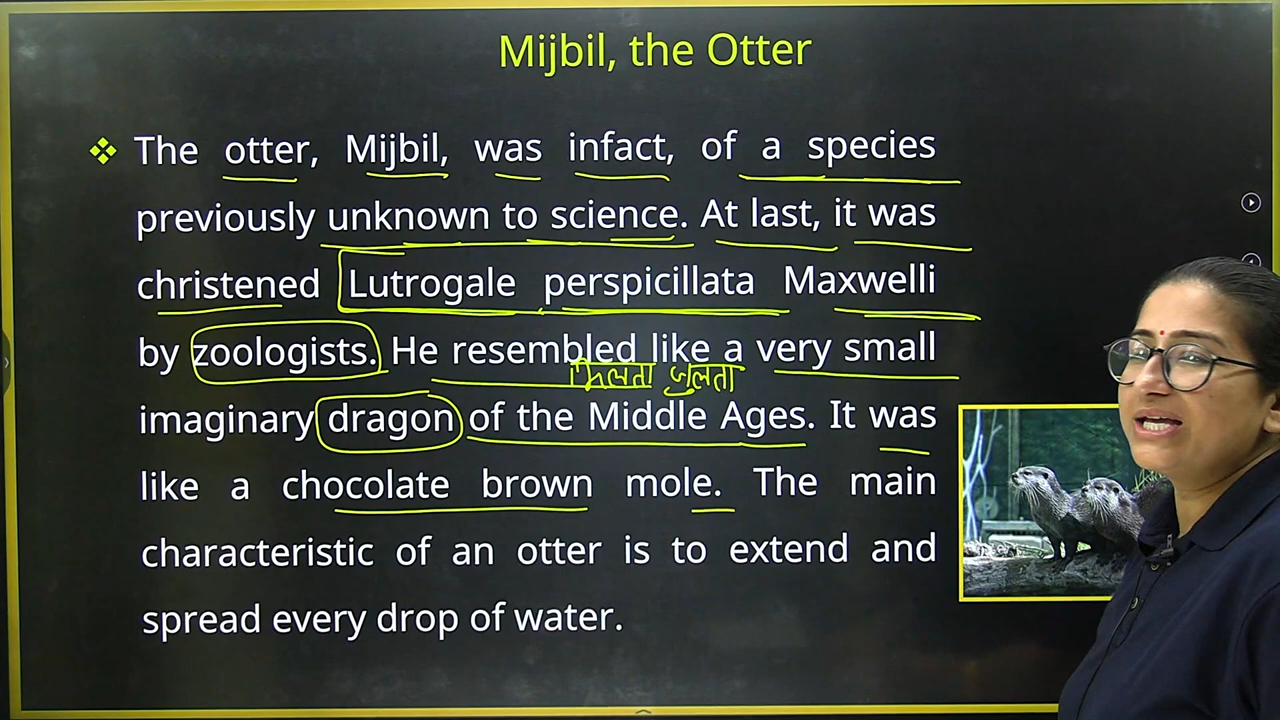 Mijbil, the Otter
The otter, Mijbil, was infact, of a species
previously unknown to science. At last, it was
christened Lutrogale perspicillata Maxwelli
by zoologists. He resembled like a very small
मिलता जुलता
imaginary dragon of the Middle Ages. It was
like a chocolate brown mole. The main
characteristic of an otter is to extend and
spread every drop of water.